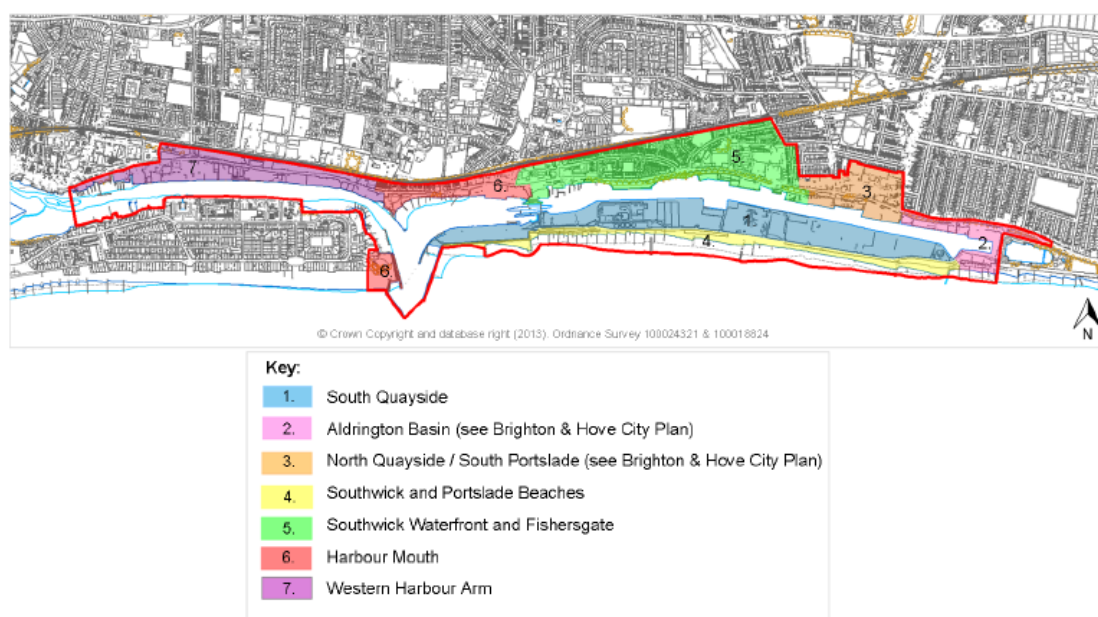 7.
6.
5.
3.
1.
4.
2.
6.
© Crown Copyright and database right (2013). Ordnance Survey 100024321 & 100018824
N
Key:
1. South Quayside
2. Aldrington Basin (see Brighton & Hove City Plan)
3. North Quayside / South Portslade (see Brighton & Hove City Plan)
4. Southwick and Portslade Beaches
5. Southwick Waterfront and Fishersgate
6. Harbour Mouth
7. Western Harbour Arm